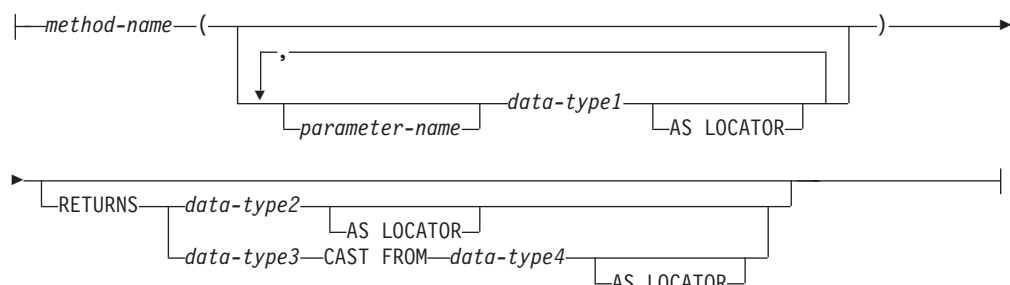 method-name ( )
,
data-type1
parameter-name AS LOCATOR
RETURNS data-type2
AS LOCATOR
data-type3 CAST FROM data-type4
AS LOCATOR